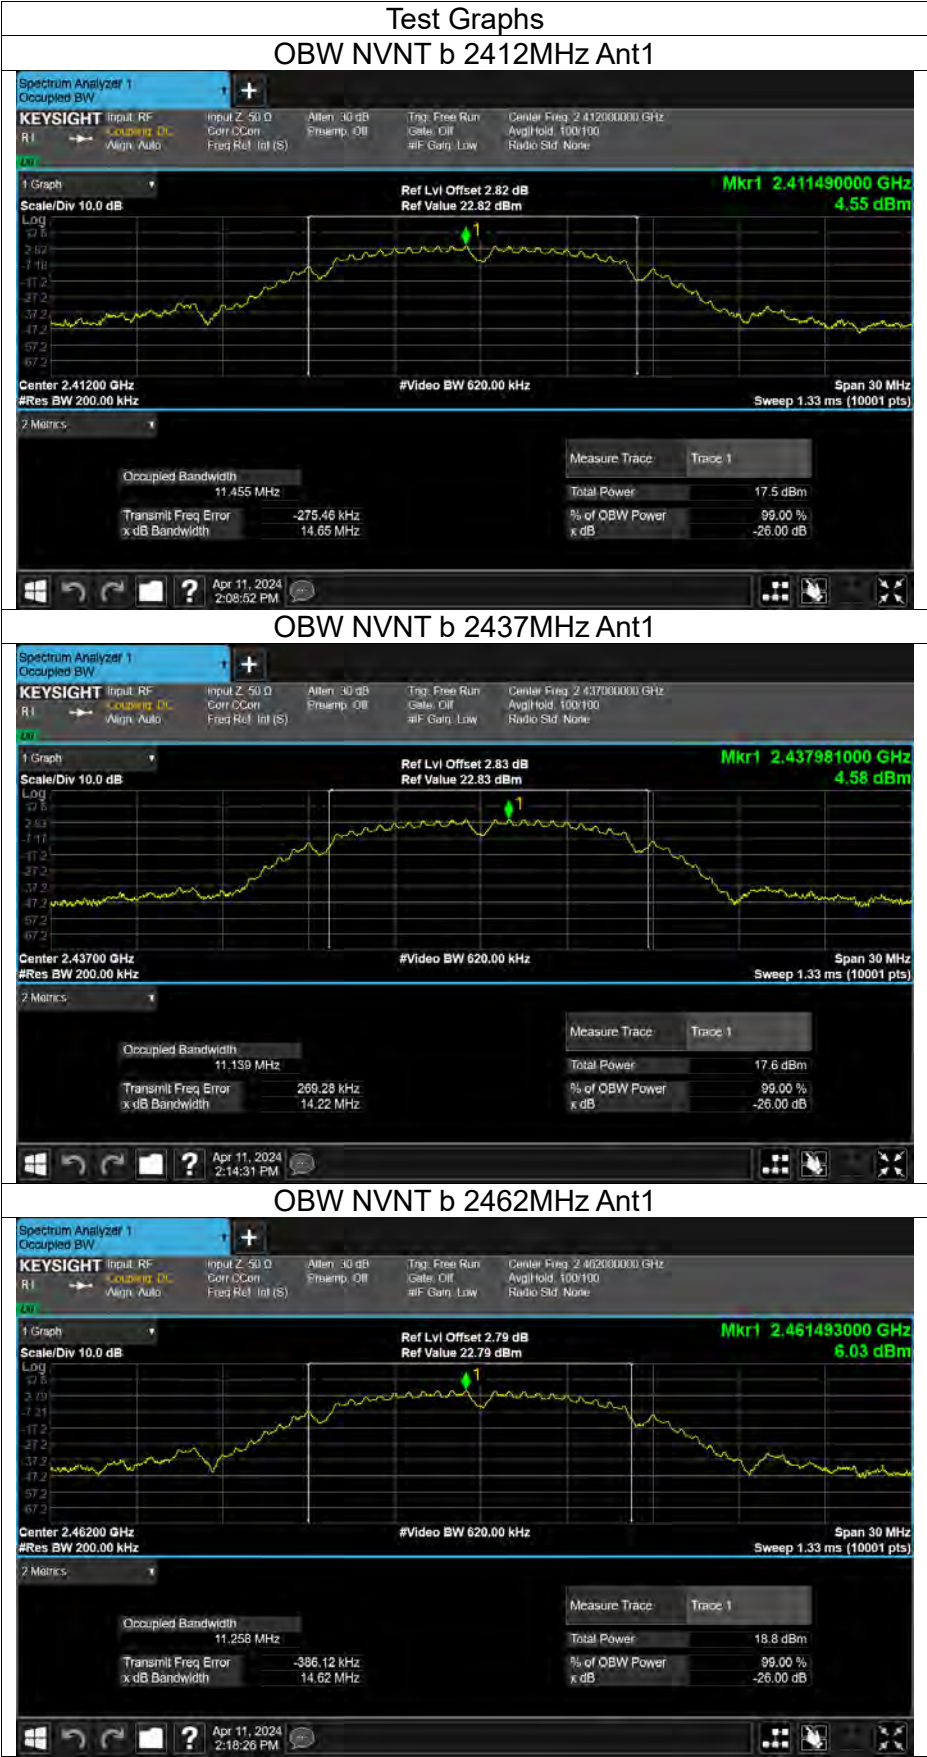 Test Graphs
OBW NVNT b 2412MHz Ant1
Spectrum Analyzer 1
Occupied BW
+
KEYSIGHT Input: RF Input Z: 50 Ω Atten: 30 dB Trig: Free Run Center Freq: 2.412000000 GHz
Coupling: DC Corr CCorr Preamp: Off Gate: Off Avg|Hold: 100/100
Align: Auto Freq Ref: Int (S) #IF Gain: Low Radio Std: None
1 Graph
Ref Lvl Offset 2.82 dB
Mkr1 2.411490000 GHz
Scale/Div 10.0 dB
Ref Value 22.82 dBm
4.55 dBm
Log
1
Center 2.41200 GHz
#Video BW 620.00 kHz
Span 30 MHz
#Res BW 200.00 kHz
Sweep 1.33 ms (10001 pts)
2 Metrics
Measure Trace Trace 1
Occupied Bandwidth
11.455 MHz
Total Power 17.5 dBm
Transmit Freq Error -275.46 kHz
% of OBW Power 99.00 %
x dB Bandwidth 14.65 MHz
x dB -26.00 dB
?
Apr 11, 2024
2:08:52 PM
OBW NVNT b 2437MHz Ant1
Spectrum Analyzer 1
Occupied BW
+
KEYSIGHT Input: RF Input Z: 50 Ω Atten: 30 dB Trig: Free Run Center Freq: 2.437000000 GHz
Coupling: DC Corr CCorr Preamp: Off Gate: Off Avg|Hold: 100/100
Align: Auto Freq Ref: Int (S) #IF Gain: Low Radio Std: None
1 Graph
Ref Lvl Offset 2.83 dB
Mkr1 2.437981000 GHz
Scale/Div 10.0 dB
Ref Value 22.83 dBm
4.58 dBm
Log
1
Center 2.43700 GHz
#Video BW 620.00 kHz
Span 30 MHz
#Res BW 200.00 kHz
Sweep 1.33 ms (10001 pts)
2 Metrics
Measure Trace Trace 1
Occupied Bandwidth
11.139 MHz
Total Power 17.6 dBm
Transmit Freq Error 269.28 kHz
% of OBW Power 99.00 %
x dB Bandwidth 14.22 MHz
x dB -26.00 dB
?
Apr 11, 2024
2:14:31 PM
OBW NVNT b 2462MHz Ant1
Spectrum Analyzer 1
Occupied BW
+
KEYSIGHT Input: RF Input Z: 50 Ω Atten: 30 dB Trig: Free Run Center Freq: 2.462000000 GHz
Coupling: DC Corr CCorr Preamp: Off Gate: Off Avg|Hold: 100/100
Align: Auto Freq Ref: Int (S) #IF Gain: Low Radio Std: None
1 Graph
Ref Lvl Offset 2.79 dB
Mkr1 2.461493000 GHz
Scale/Div 10.0 dB
Ref Value 22.79 dBm
6.03 dBm
Log
1
Center 2.46200 GHz
#Video BW 620.00 kHz
Span 30 MHz
#Res BW 200.00 kHz
Sweep 1.33 ms (10001 pts)
2 Metrics
Measure Trace Trace 1
Occupied Bandwidth
11.258 MHz
Total Power 18.8 dBm
Transmit Freq Error -386.12 kHz
% of OBW Power 99.00 %
x dB Bandwidth 14.62 MHz
x dB -26.00 dB
?
Apr 11, 2024
2:18:26 PM